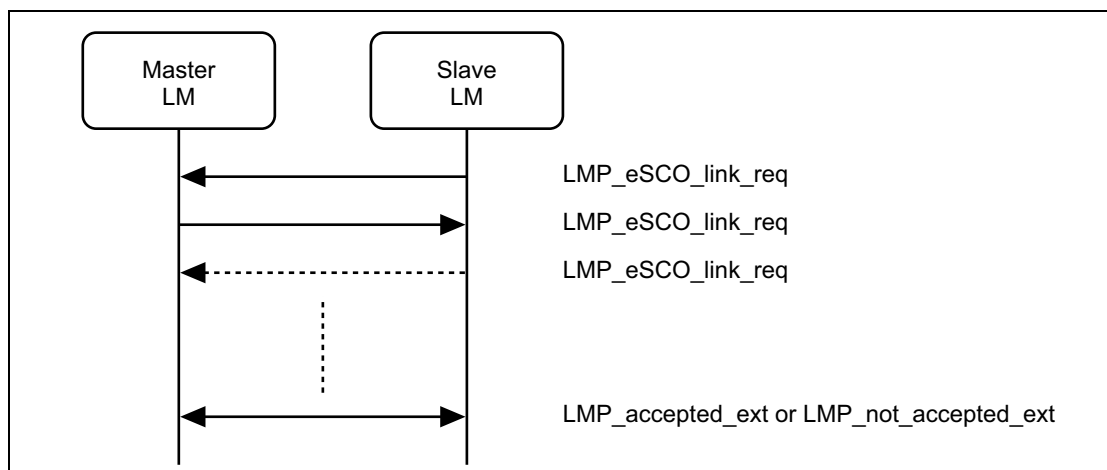 Master
LM
Slave
LM
LMP_eSCO_link_req
LMP_eSCO_link_req
LMP_eSCO_link_req
LMP_accepted_ext or LMP_not_accepted_ext